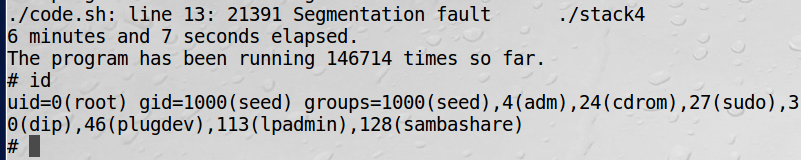 ./code.sh: line 13: 21391 Segmentation fault      ./stack4
6 minutes and 7 seconds elapsed.
The program has been running 146714 times so far.
# id
uid=0(root) gid=1000(seed) groups=1000(seed),4(adm),24(cdrom),27(sudo),3
0(dip),46(plugdev),113(lpadmin),128(sambashare)
#